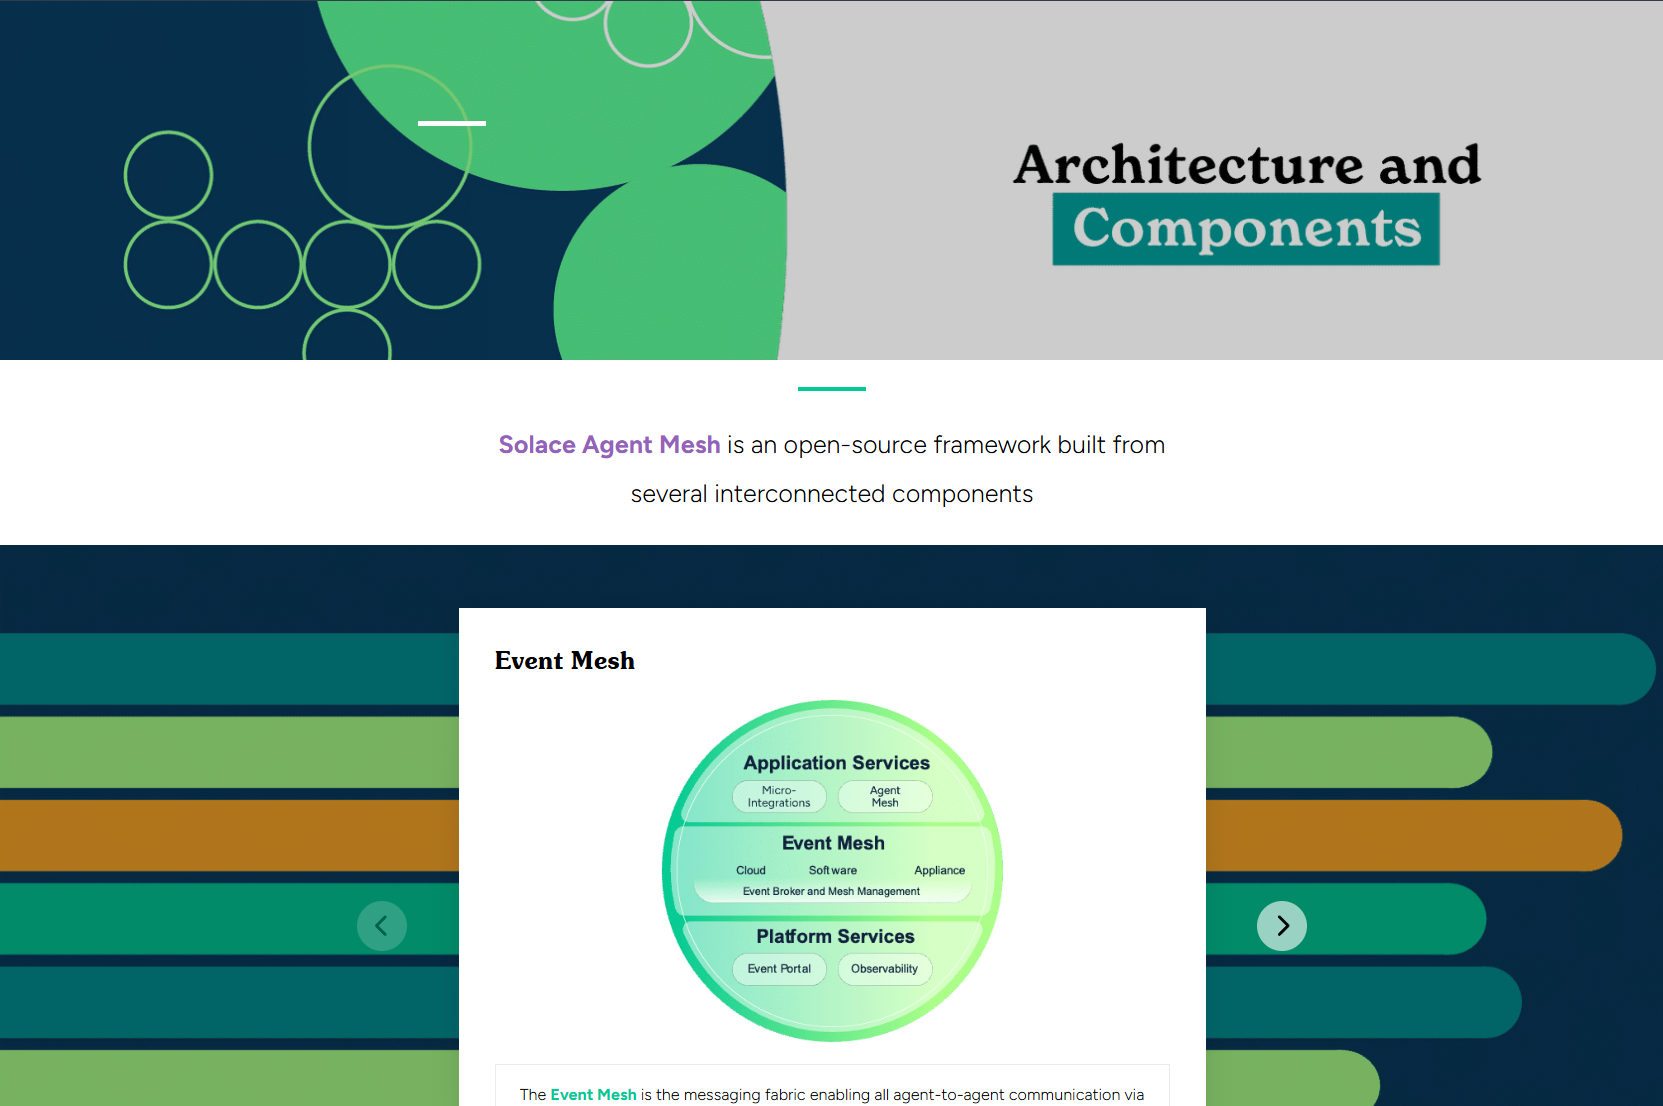 Architecture and
Components
Solace Agent Mesh is an open-source framework built from
several interconnected components
Event Mesh
Application Services
Micro-
Integrations
Agent
Mesh
Event Mesh
Cloud Software Appliance
Event Broker and Mesh Management
Platform Services
Event Portal Observability
The Event Mesh is the messaging fabric enabling all agent-to-agent communication via